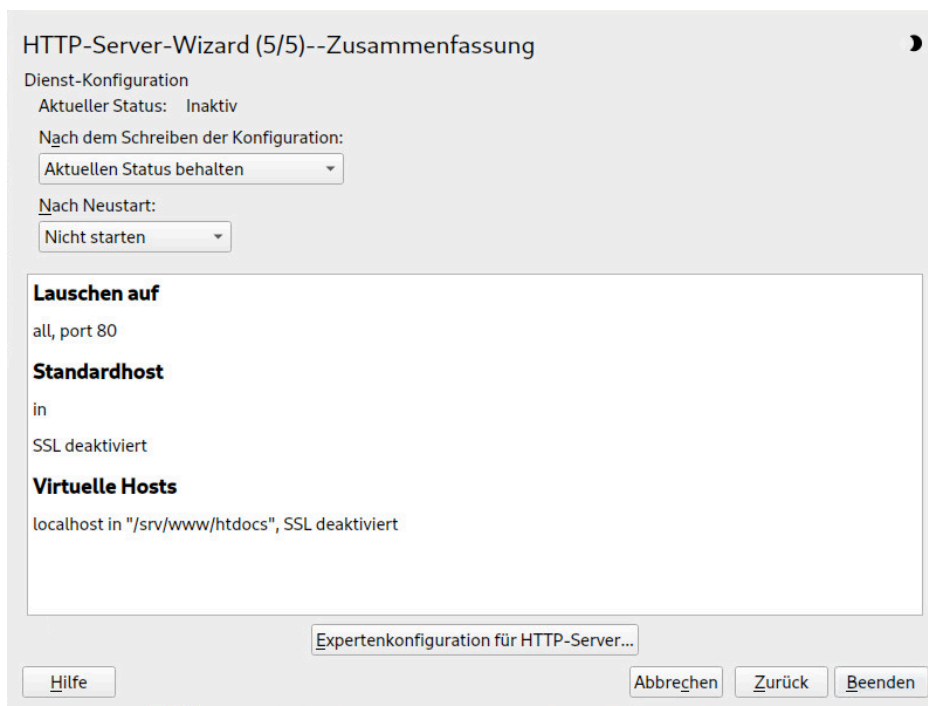 HTTP-Server-Wizard (5/5)--Zusammenfassung
Dienst-Konfiguration
Aktueller Status: Inaktiv
Nach dem Schreiben der Konfiguration:
Aktuellen Status behalten
Nach Neustart:
Nicht starten
Lauschen auf
all, port 80
Standardhost
in
SSL deaktiviert
Virtuelle Hosts
localhost in "/srv/www/htdocs", SSL deaktiviert
Expertenkonfiguration für HTTP-Server...
Hilfe Abbrechen Zurück Beenden